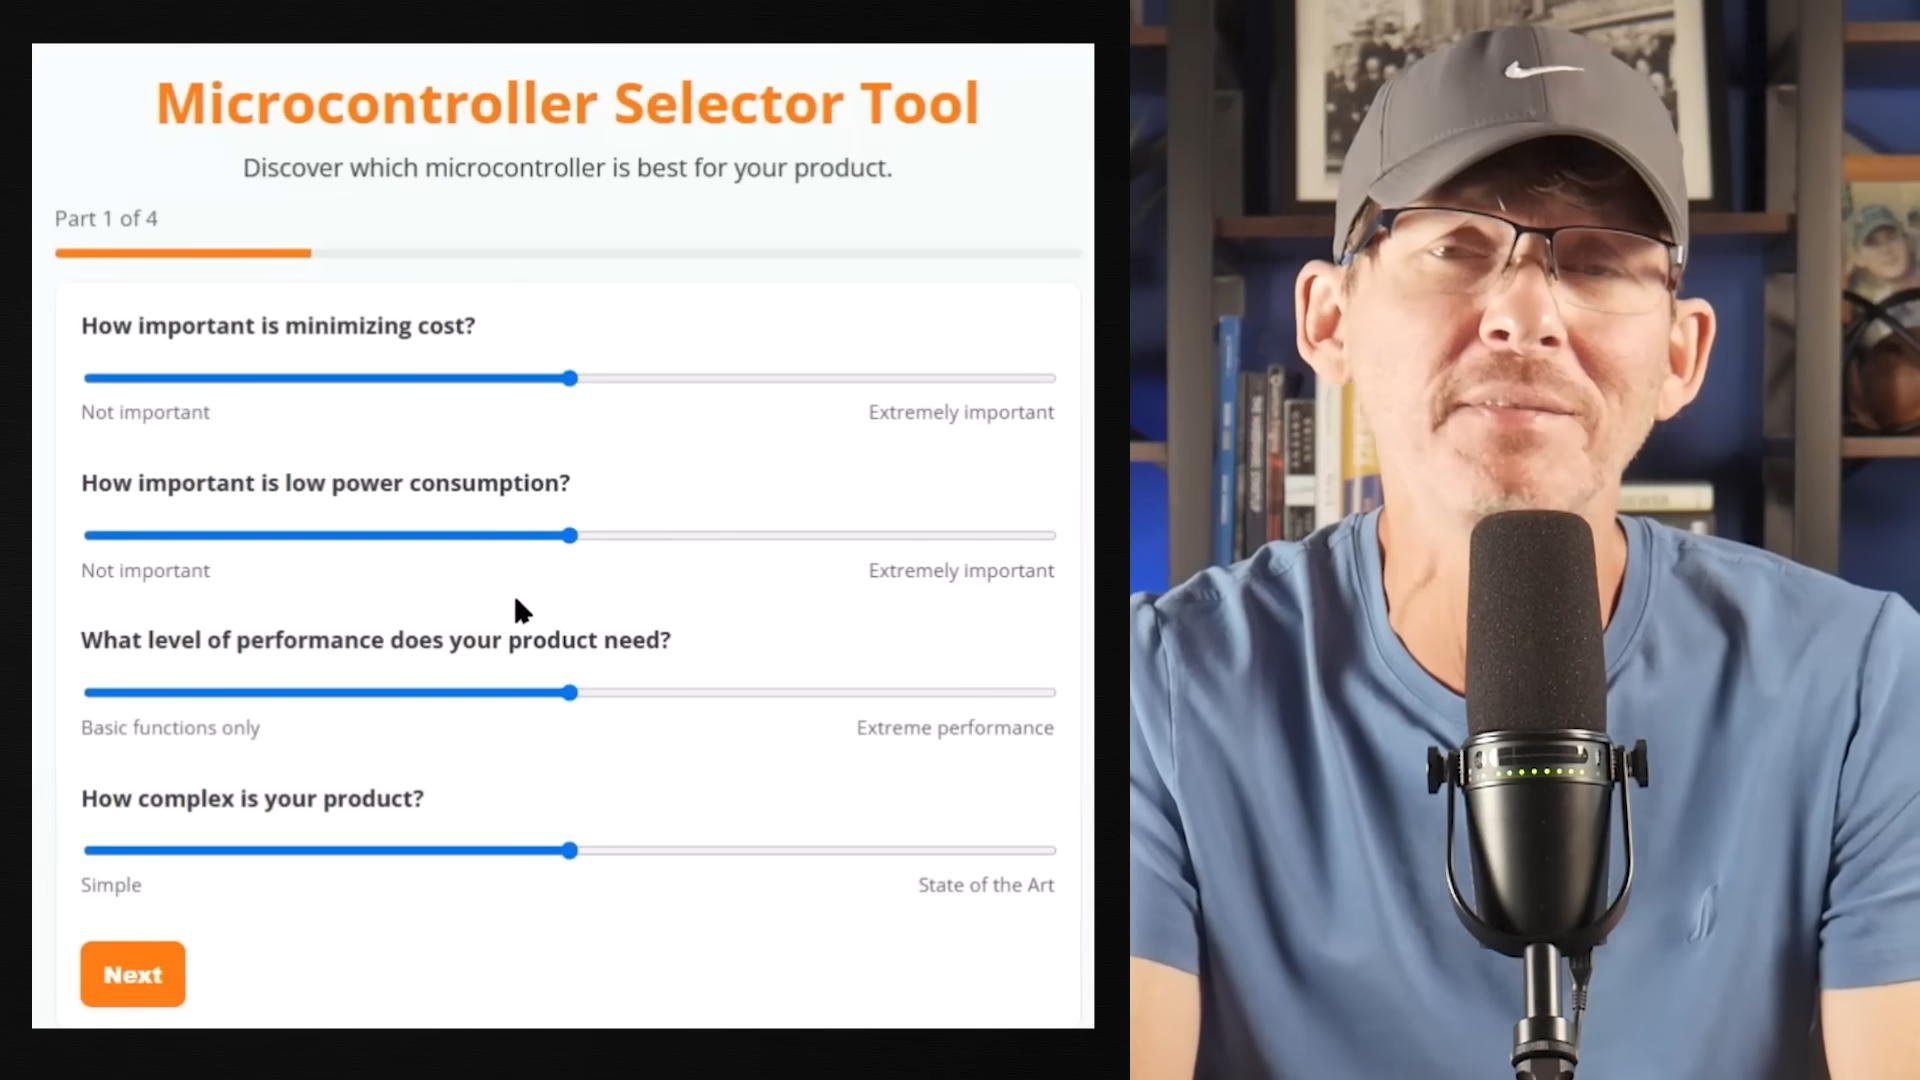 Microcontroller Selector Tool
Discover which microcontroller is best for your product.
Part 1 of 4
How important is minimizing cost?
Not important Extremely important
How important is low power consumption?
Not important Extremely important
What level of performance does your product need?
Basic functions only Extreme performance
How complex is your product?
Simple State of the Art
Next